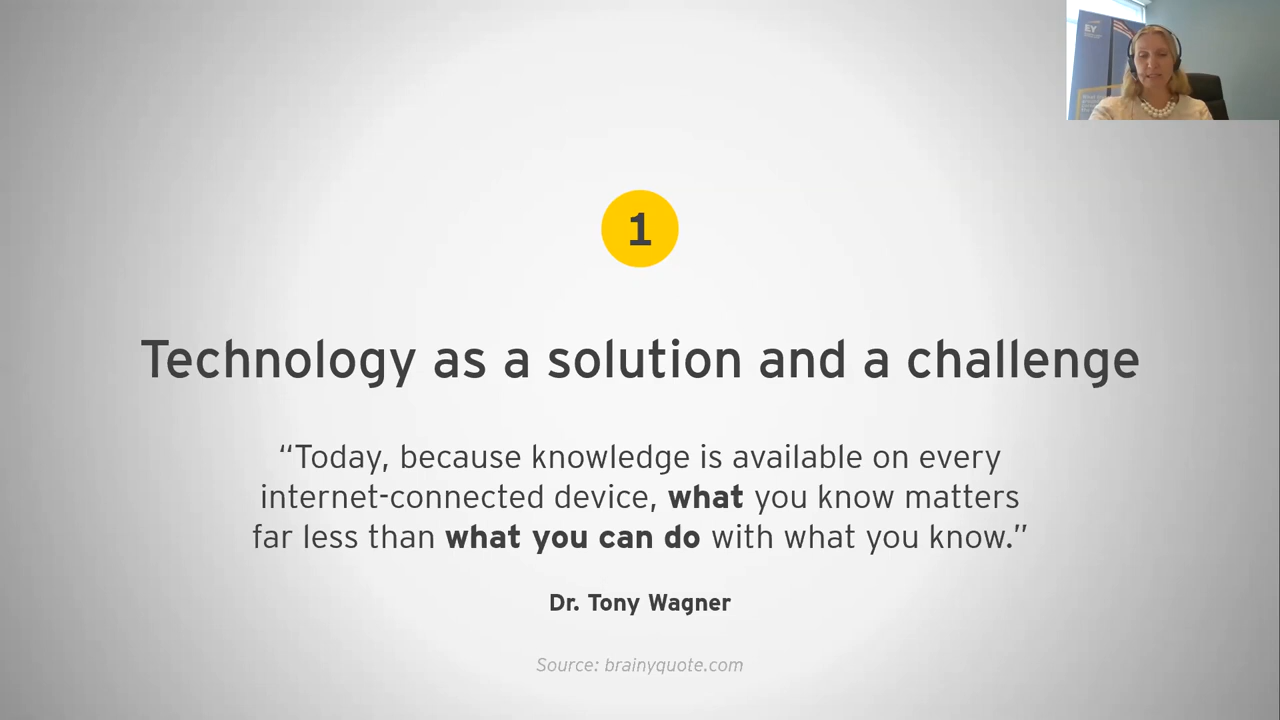 EY
1
Technology as a solution and a challenge
“Today, because knowledge is available on every
internet-connected device, what you know matters
far less than what you can do with what you know.”
Dr. Tony Wagner
Source: brainyquote.com